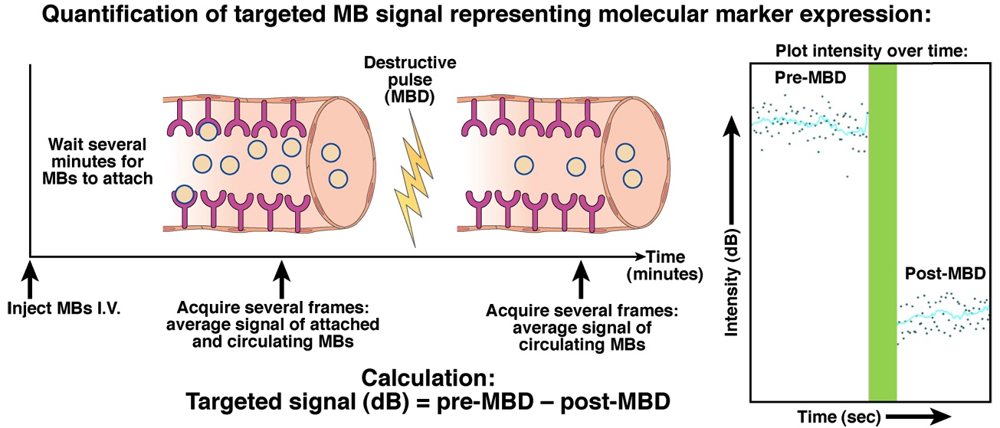 Quantification of targeted MB signal representing molecular marker expression:
Wait several
minutes for
MBs to attach
Destructive
pulse
(MBD)
Time
(minutes)
Inject MBs I.V.
Acquire several frames:
average signal of attached
and circulating MBs
Acquire several frames:
average signal of
circulating MBs
Calculation:
Targeted signal (dB) = pre-MBD – post-MBD
Plot intensity over time:
Pre-MBD
Post-MBD
Intensity (dB)
Time (sec)